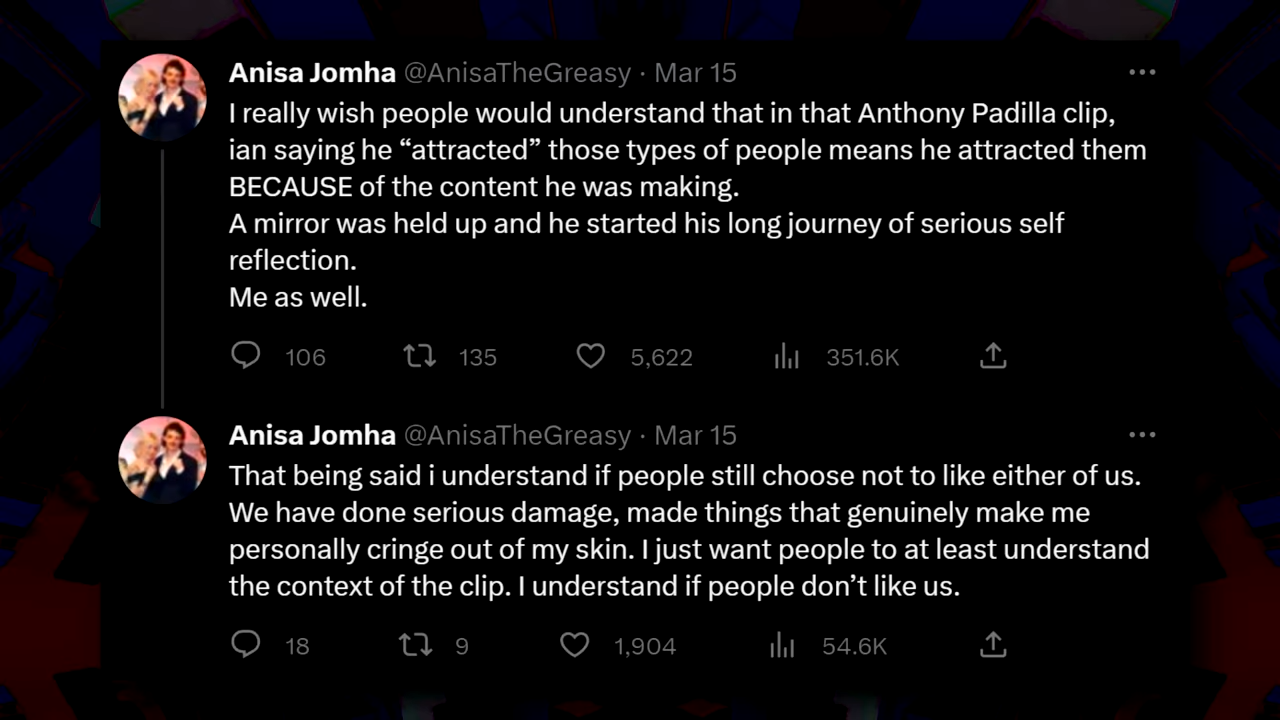 Anisa Jomha @AnisaTheGreasy · Mar 15
I really wish people would understand that in that Anthony Padilla clip,
ian saying he “attracted” those types of people means he attracted them
BECAUSE of the content he was making.
A mirror was held up and he started his long journey of serious self
reflection.
Me as well.
106 135 5,622 351.6K
Anisa Jomha @AnisaTheGreasy · Mar 15
That being said i understand if people still choose not to like either of us.
We have done serious damage, made things that genuinely make me
personally cringe out of my skin. I just want people to at least understand
the context of the clip. I understand if people don’t like us.
18 9 1,904 54.6K